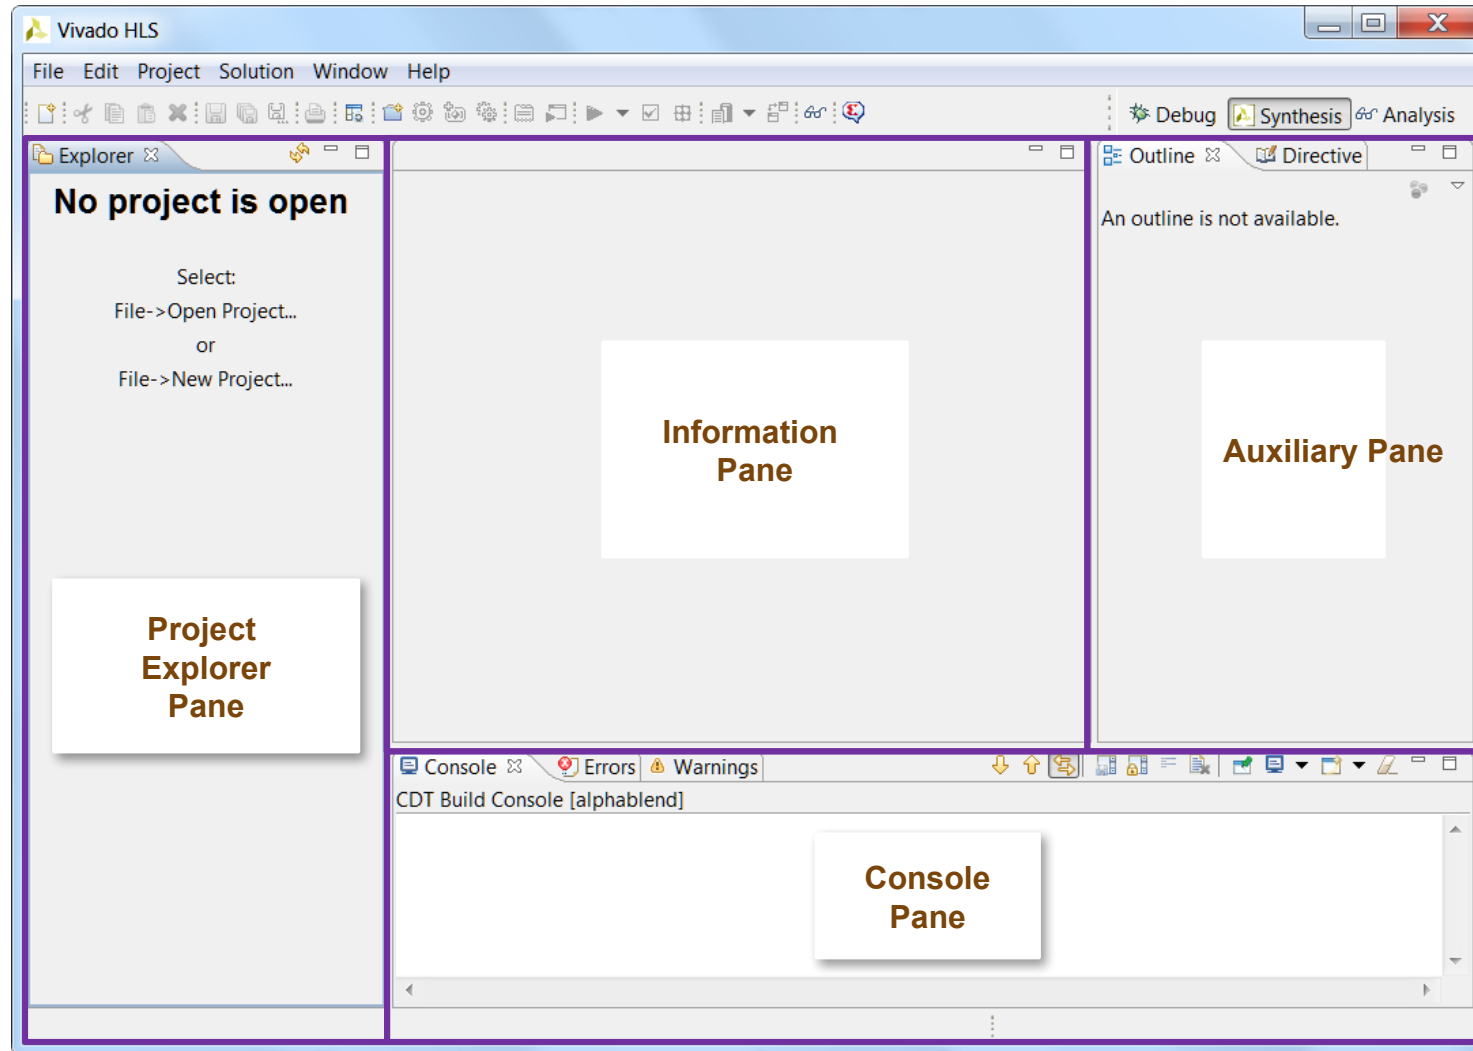 Vivado HLS
File Edit Project Solution Window Help
Debug Synthesis Analysis
Explorer
No project is open
Select:
File->Open Project...
or
File->New Project...
Project
Explorer
Pane
Information
Pane
Outline Directive
An outline is not available.
Auxiliary Pane
Console Errors Warnings
CDT Build Console [alphablend]
Console
Pane